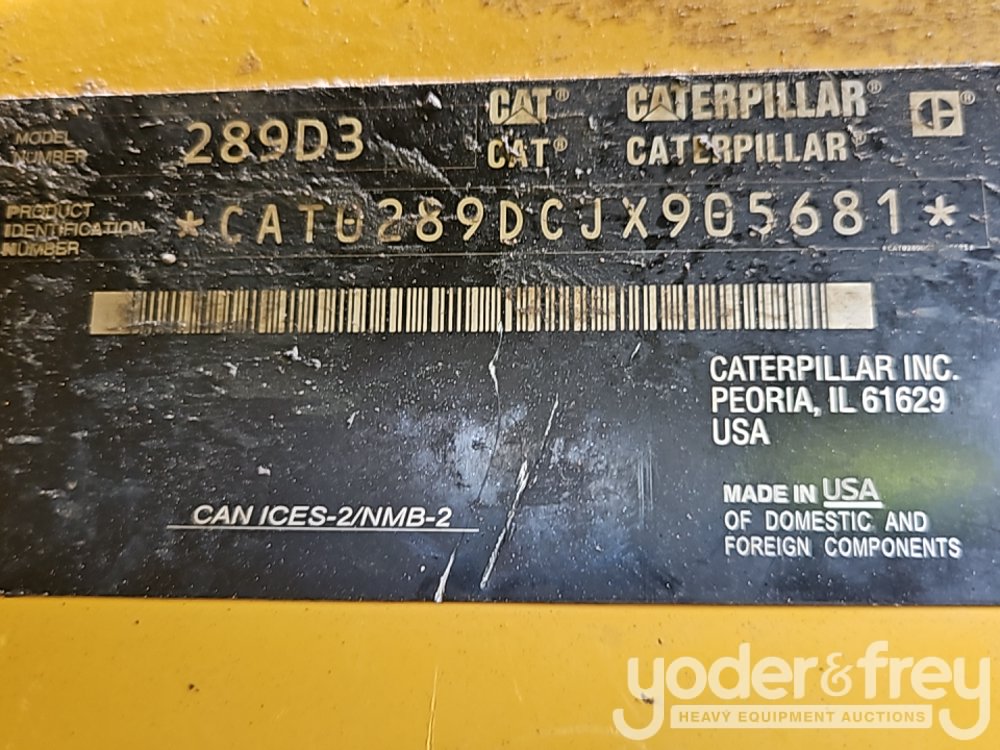 MODEL NUMBER 289D3
CAT® CATERPILLAR®
CAT® CATERPILLAR®
C®
PRODUCT
IDENTIFICATION
NUMBER
*CAT0289DCJX905681*
CATERPILLAR INC.
PEORIA, IL 61629
USA
CAN ICES-2/NMB-2
MADE IN USA
OF DOMESTIC AND
FOREIGN COMPONENTS
yoder&frey
HEAVY EQUIPMENT AUCTIONS